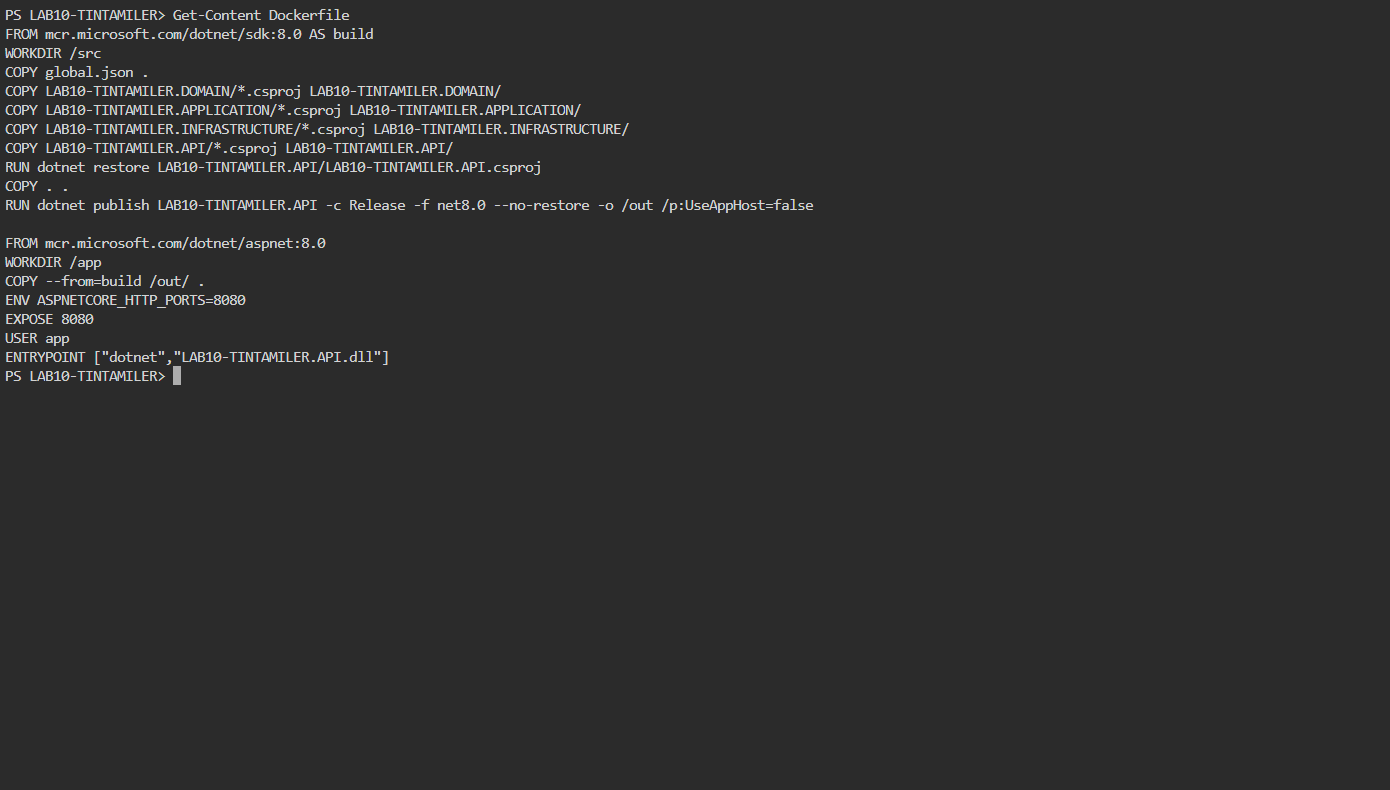 PS LAB10-TINTAMILER> Get-Content Dockerfile
FROM mcr.microsoft.com/dotnet/sdk:8.0 AS build
WORKDIR /src
COPY global.json .
COPY LAB10-TINTAMILER.DOMAIN/*.csproj LAB10-TINTAMILER.DOMAIN/
COPY LAB10-TINTAMILER.APPLICATION/*.csproj LAB10-TINTAMILER.APPLICATION/
COPY LAB10-TINTAMILER.INFRASTRUCTURE/*.csproj LAB10-TINTAMILER.INFRASTRUCTURE/
COPY LAB10-TINTAMILER.API/*.csproj LAB10-TINTAMILER.API/
RUN dotnet restore LAB10-TINTAMILER.API/LAB10-TINTAMILER.API.csproj
COPY . .
RUN dotnet publish LAB10-TINTAMILER.API -c Release -f net8.0 --no-restore -o /out /p:UseAppHost=false

FROM mcr.microsoft.com/dotnet/aspnet:8.0
WORKDIR /app
COPY --from=build /out/ .
ENV ASPNETCORE_HTTP_PORTS=8080
EXPOSE 8080
USER app
ENTRYPOINT ["dotnet","LAB10-TINTAMILER.API.dll"]
PS LAB10-TINTAMILER>